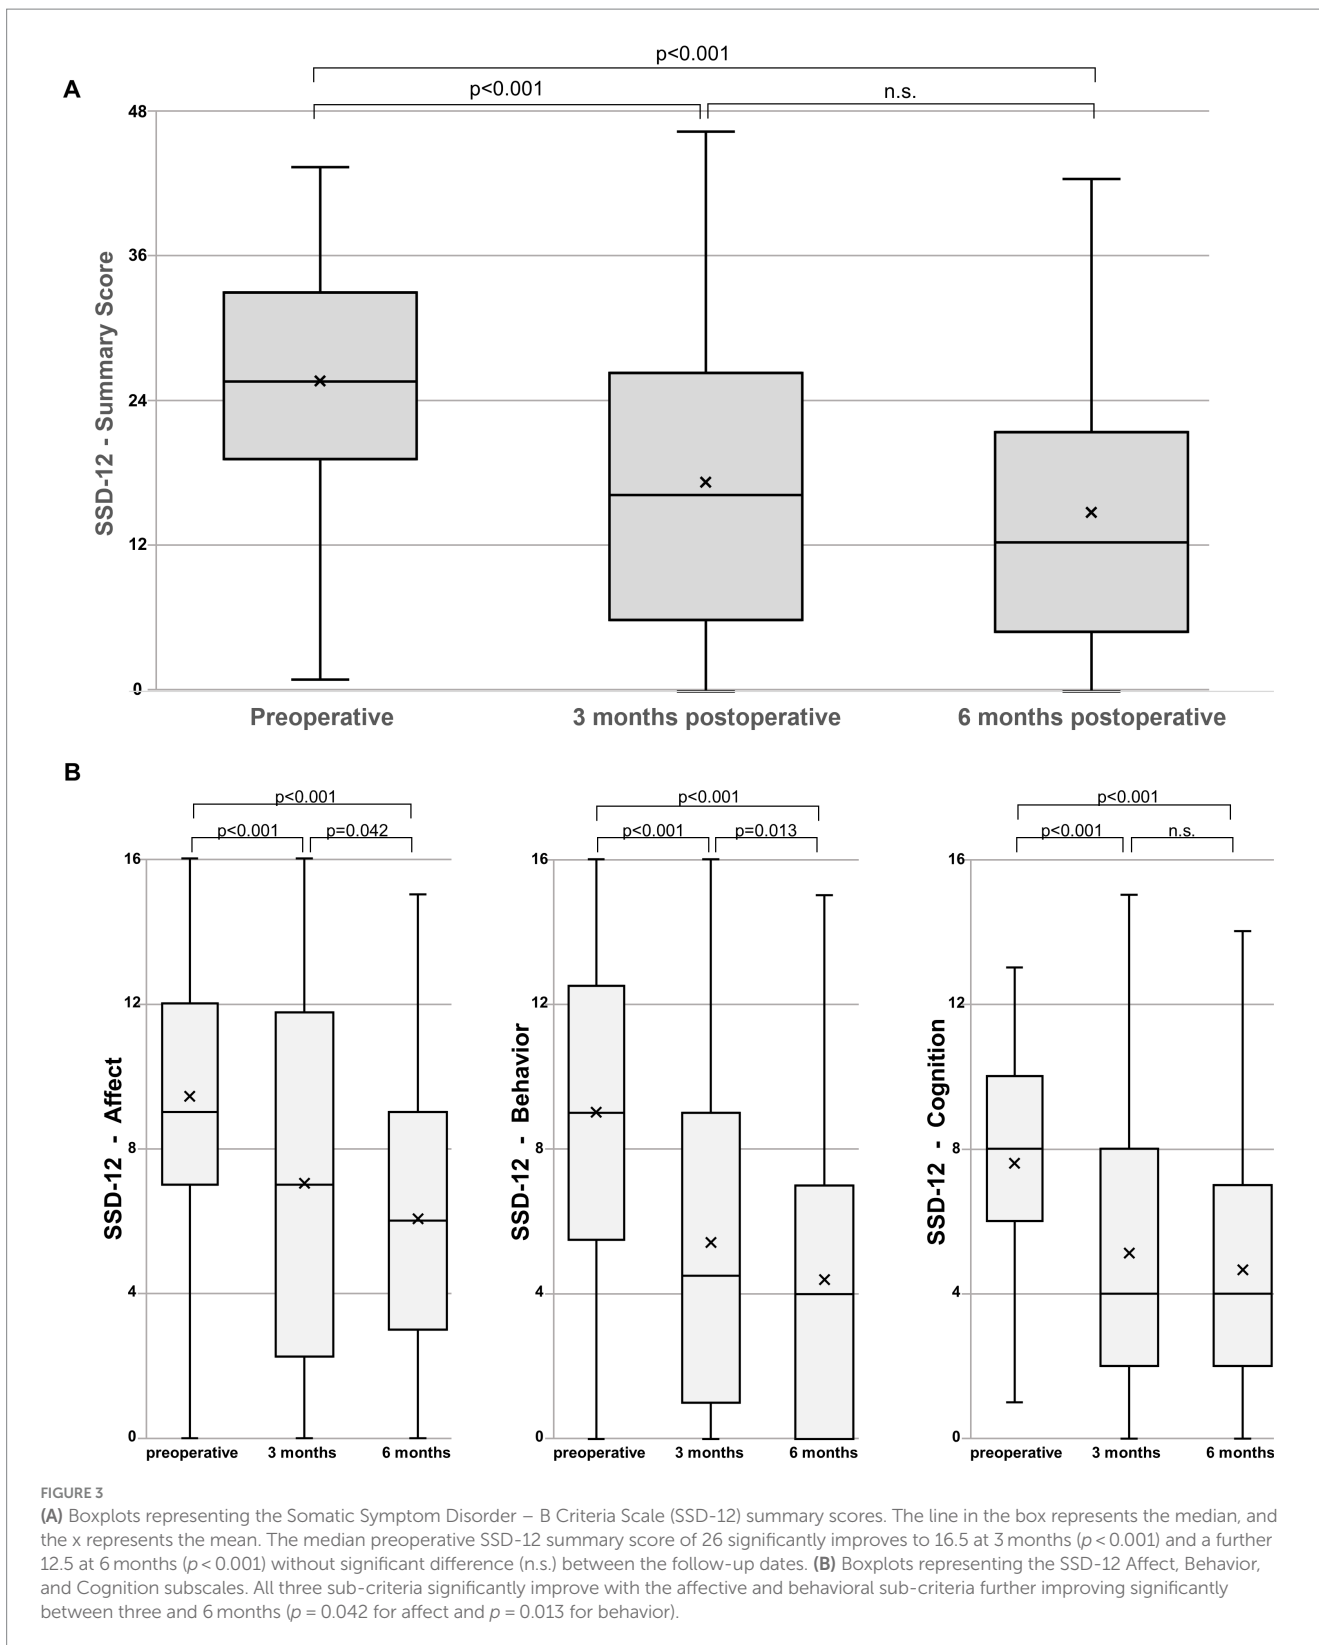 p<0.001
A
p<0.001
n.s.
48
36
24
12
0
SSD-12 - Summary Score
Preoperative
3 months postoperative
6 months postoperative
B
p<0.001
p<0.001
p=0.042
16
12
8
4
0
SSD-12 - Affect
preoperative
3 months
6 months
p<0.001
p<0.001
p=0.013
16
12
8
4
0
SSD-12 - Behavior
preoperative
3 months
6 months
p<0.001
p<0.001
n.s.
16
12
8
4
0
SSD-12 - Cognition
preoperative
3 months
6 months
FIGURE 3
(A) Boxplots representing the Somatic Symptom Disorder – B Criteria Scale (SSD-12) summary scores. The line in the box represents the median, and
the x represents the mean. The median preoperative SSD-12 summary score of 26 significantly improves to 16.5 at 3 months (p < 0.001) and a further
12.5 at 6 months (p < 0.001) without significant difference (n.s.) between the follow-up dates. (B) Boxplots representing the SSD-12 Affect, Behavior,
and Cognition subscales. All three sub-criteria significantly improve with the affective and behavioral sub-criteria further improving significantly
between three and 6 months (p = 0.042 for affect and p = 0.013 for behavior).